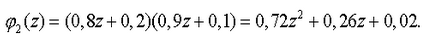 φ₂(z) = (0,8z + 0,2)(0,9z + 0,1) = 0,72z² + 0,26z + 0,02.